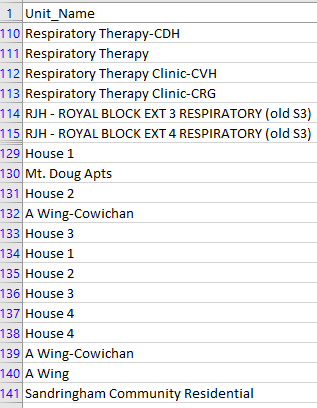 1 Unit_Name
110 Respiratory Therapy-CDH
111 Respiratory Therapy
112 Respiratory Therapy Clinic-CVH
113 Respiratory Therapy Clinic-CRG
114 RJH - ROYAL BLOCK EXT 3 RESPIRATORY (old S3)
115 RJH - ROYAL BLOCK EXT 4 RESPIRATORY (old S3)
129 House 1
130 Mt. Doug Apts
131 House 2
132 A Wing-Cowichan
133 House 3
134 House 1
135 House 2
136 House 3
137 House 4
138 House 4
139 A Wing-Cowichan
140 A Wing
141 Sandringham Community Residential